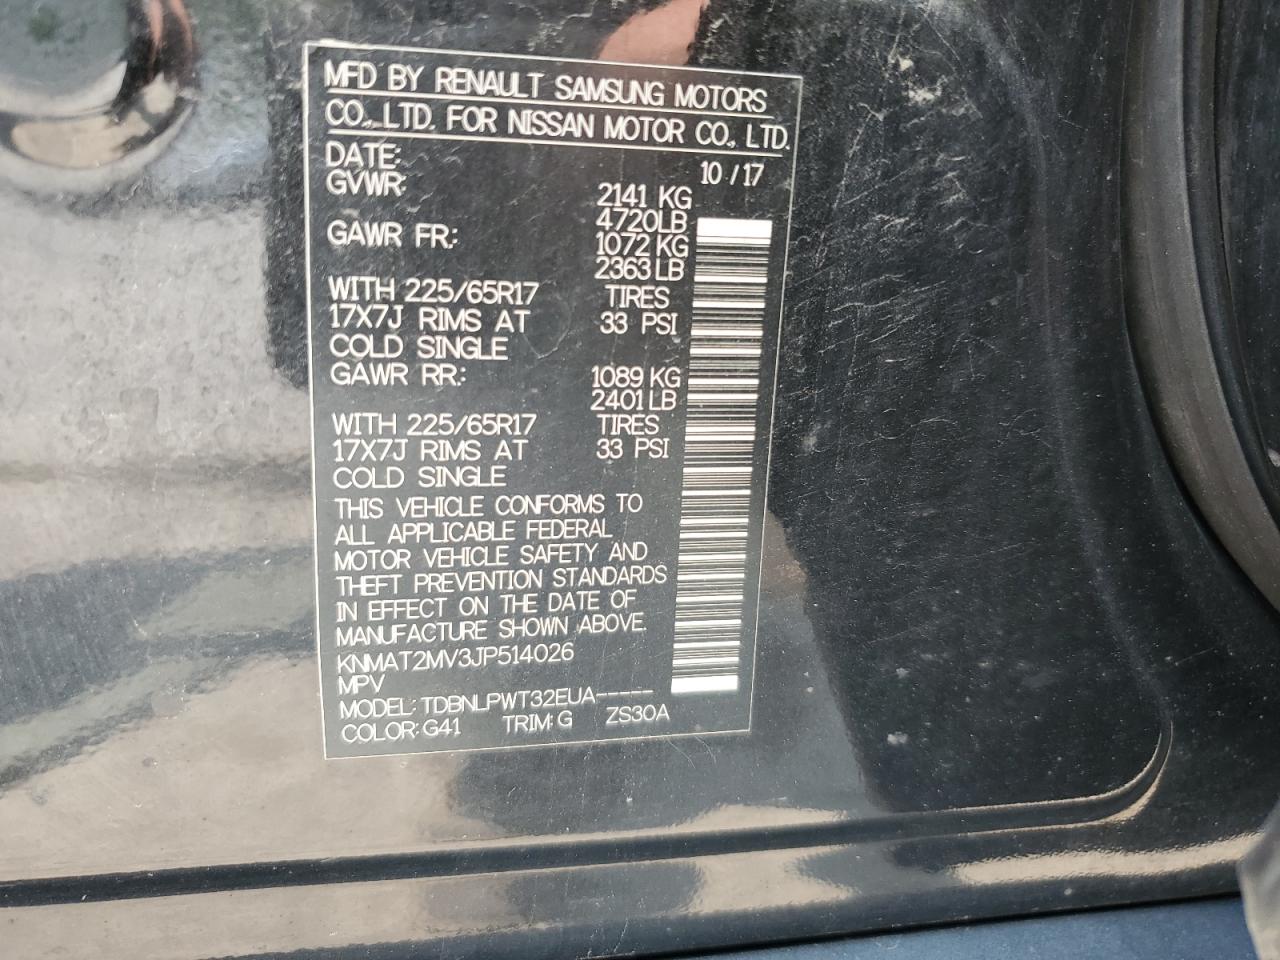 MFD BY RENAULT SAMSUNG MOTORS
CO., LTD. FOR NISSAN MOTOR CO., LTD.
DATE: 10 / 17
GVWR: 2141 KG
4720LB
GAWR FR.: 1072 KG
2363LB
WITH 225/65R17 TIRES
17X7J RIMS AT 33 PSI
COLD SINGLE
GAWR RR.: 1089 KG
2401LB
WITH 225/65R17 TIRES
17X7J RIMS AT 33 PSI
COLD SINGLE
THIS VEHICLE CONFORMS TO
ALL APPLICABLE FEDERAL
MOTOR VEHICLE SAFETY AND
THEFT PREVENTION STANDARDS
IN EFFECT ON THE DATE OF
MANUFACTURE SHOWN ABOVE.
KNMAT2MV3JP514026
MPV
MODEL: TDBNLPWT32EUA-----
COLOR: G41 TRIM: G ZS30A